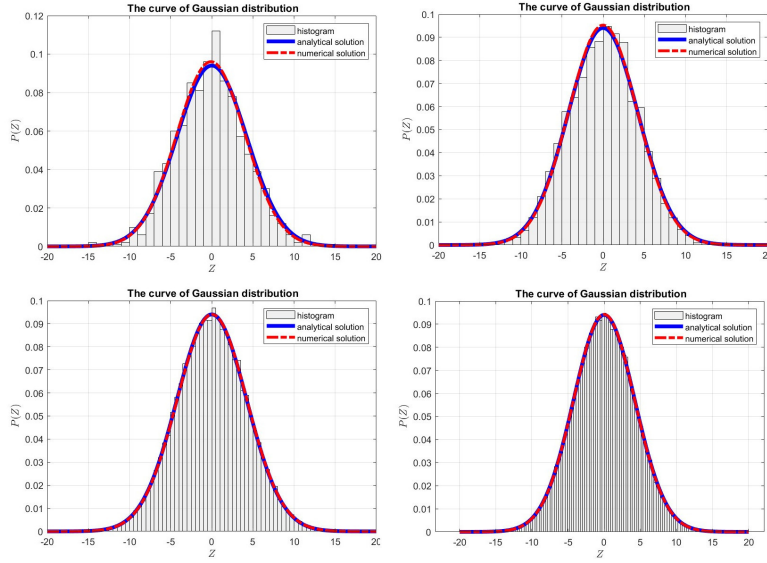 The curve of Gaussian distribution
histogram
analytical solution
numerical solution
0.12
0.1
0.08
0.06
0.04
0.02
0
P(Z)
-20 -15 -10 -5 0 5 10 15 20
Z
The curve of Gaussian distribution
histogram
analytical solution
numerical solution
0.1
0.09
0.08
0.07
0.06
0.05
0.04
0.03
0.02
0.01
0
P(Z)
-20 -15 -10 -5 0 5 10 15 20
Z
The curve of Gaussian distribution
histogram
analytical solution
numerical solution
0.1
0.09
0.08
0.07
0.06
0.05
0.04
0.03
0.02
0.01
0
P(Z)
-20 -15 -10 -5 0 5 10 15 20
Z
The curve of Gaussian distribution
histogram
analytical solution
numerical solution
0.1
0.09
0.08
0.07
0.06
0.05
0.04
0.03
0.02
0.01
0
P(Z)
-20 -15 -10 -5 0 5 10 15 20
Z